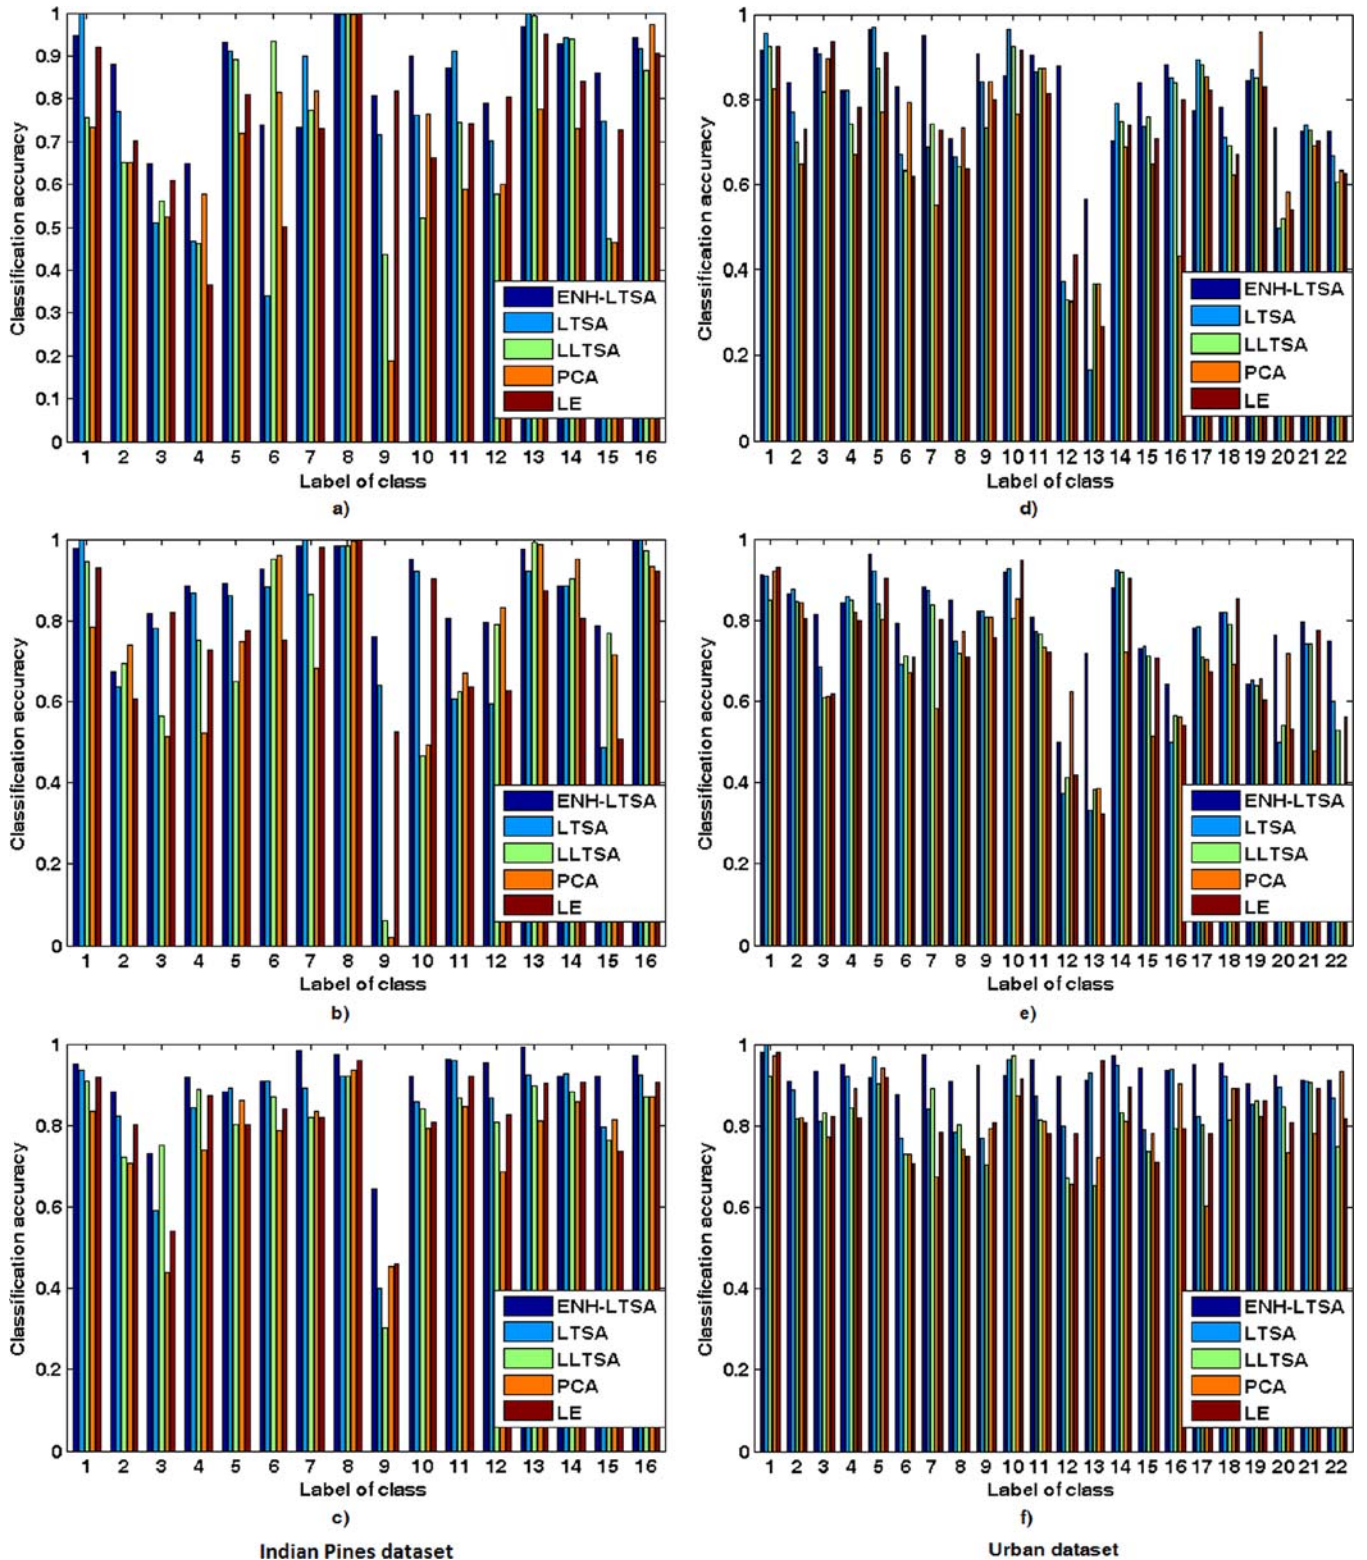 1
0.9
0.8
0.7
0.6
0.5
0.4
0.3
0.2
0.1
0
Classification accuracy
ENH-LTSA
LTSA
LLTSA
PCA
LE
1 2 3 4 5 6 7 8 9 10 11 12 13 14 15 16
Label of class
a)
1
0.8
0.6
0.4
0.2
0
Classification accuracy
ENH-LTSA
LTSA
LLTSA
PCA
LE
1 2 3 4 5 6 7 8 9 10 11 12 13 14 15 16 17 18 19 20 21 22
Label of class
d)
1
0.8
0.6
0.4
0.2
0
Classification accuracy
ENH-LTSA
LTSA
LLTSA
PCA
LE
1 2 3 4 5 6 7 8 9 10 11 12 13 14 15 16
Label of class
b)
1
0.8
0.6
0.4
0.2
0
Classification accuracy
ENH-LTSA
LTSA
LLTSA
PCA
LE
1 2 3 4 5 6 7 8 9 10 11 12 13 14 15 16 17 18 19 20 21 22
Label of class
e)
1
0.8
0.6
0.4
0.2
0
Classification accuracy
ENH-LTSA
LTSA
LLTSA
PCA
LE
1 2 3 4 5 6 7 8 9 10 11 12 13 14 15 16
Label of class
c)
1
0.8
0.6
0.4
0.2
0
Classification accuracy
ENH-LTSA
LTSA
LLTSA
PCA
LE
1 2 3 4 5 6 7 8 9 10 11 12 13 14 15 16 17 18 19 20 21 22
Label of class
f)
Indian Pines dataset
Urban dataset